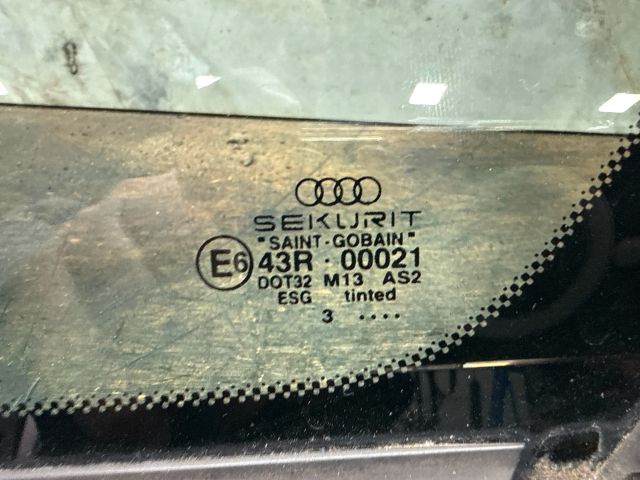 SEKURIT
"SAINT-GOBAIN"
E6 43R - 00021
DOT32 M13 AS2
ESG tinted
3 ....